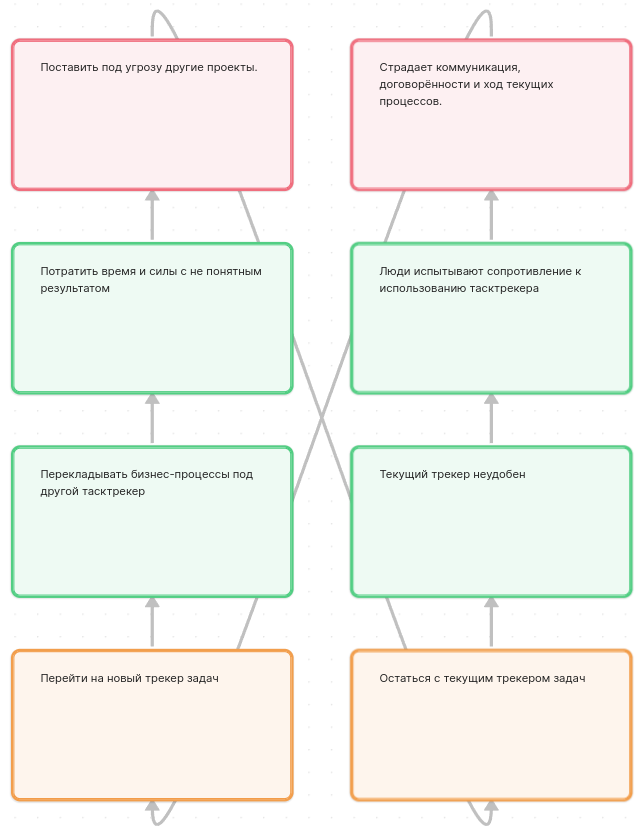 Поставить под угрозу другие проекты.
Страдает коммуникация,
договорённости и ход текущих
процессов.
Потратить время и силы с не понятным
результатом
Люди испытывают сопротивление к
использованию тасктрекера
Перекладывать бизнес-процессы под
другой тасктрекер
Текущий трекер неудобен
Перейти на новый трекер задач
Остаться с текущим трекером задач